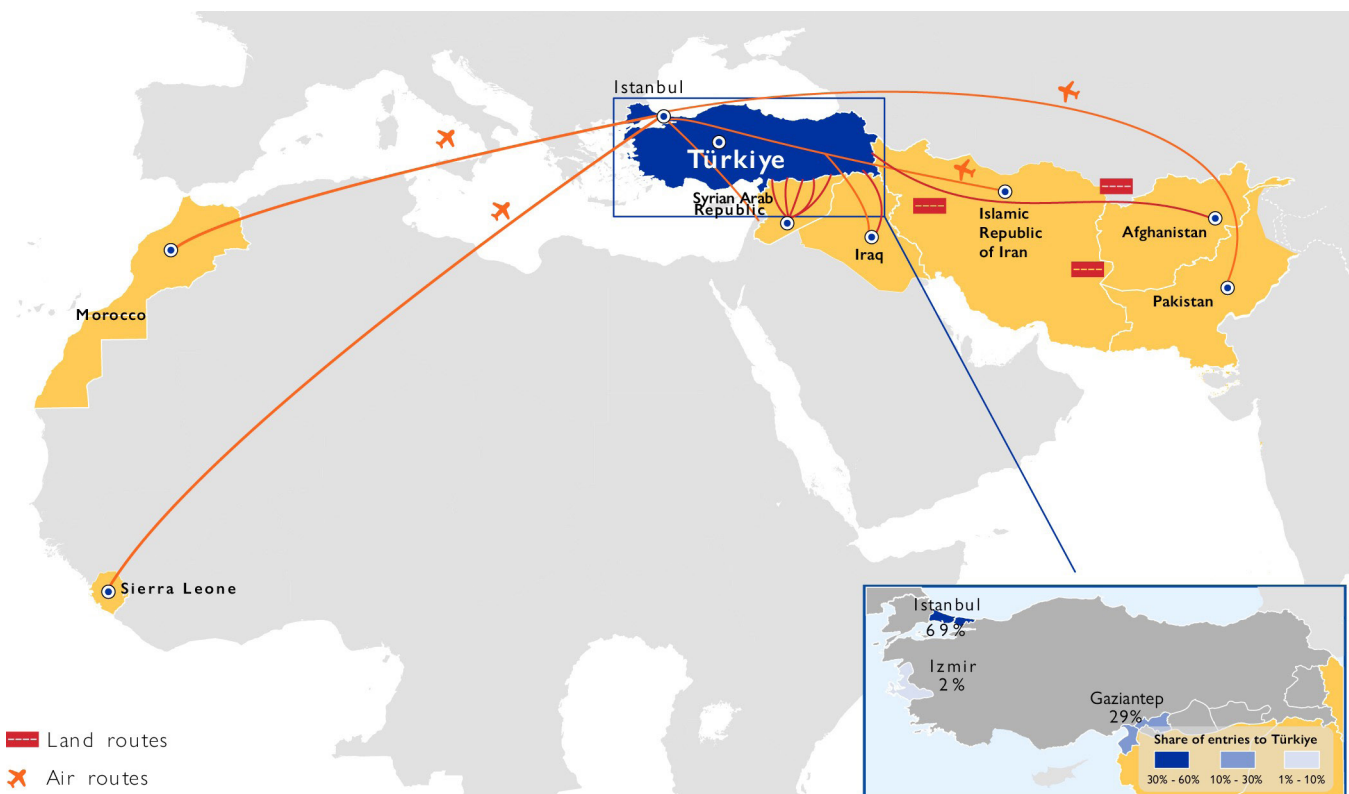 Istanbul
Türkiye
Syrian Arab
Republic
Islamic
Republic
of Iran
Afghanistan
Iraq
Pakistan
Morocco
Sierra Leone
Istanbul
69%
Izmir
2%
Gaziantep
29%
Share of entries to Türkiye
30% - 60% 10% - 30% 1% - 10%
Land routes
Air routes